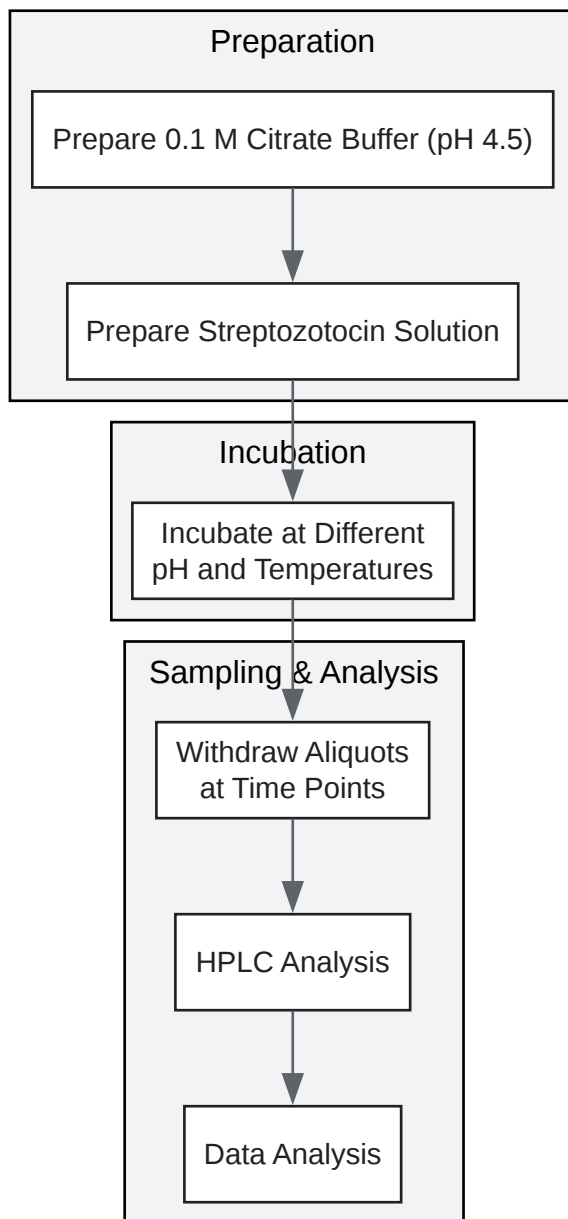 Preparation
Prepare 0.1 M Citrate Buffer (pH 4.5)
Prepare Streptozotocin Solution
Incubation
Incubate at Different
pH and Temperatures
Sampling & Analysis
Withdraw Aliquots
at Time Points
HPLC Analysis
Data Analysis